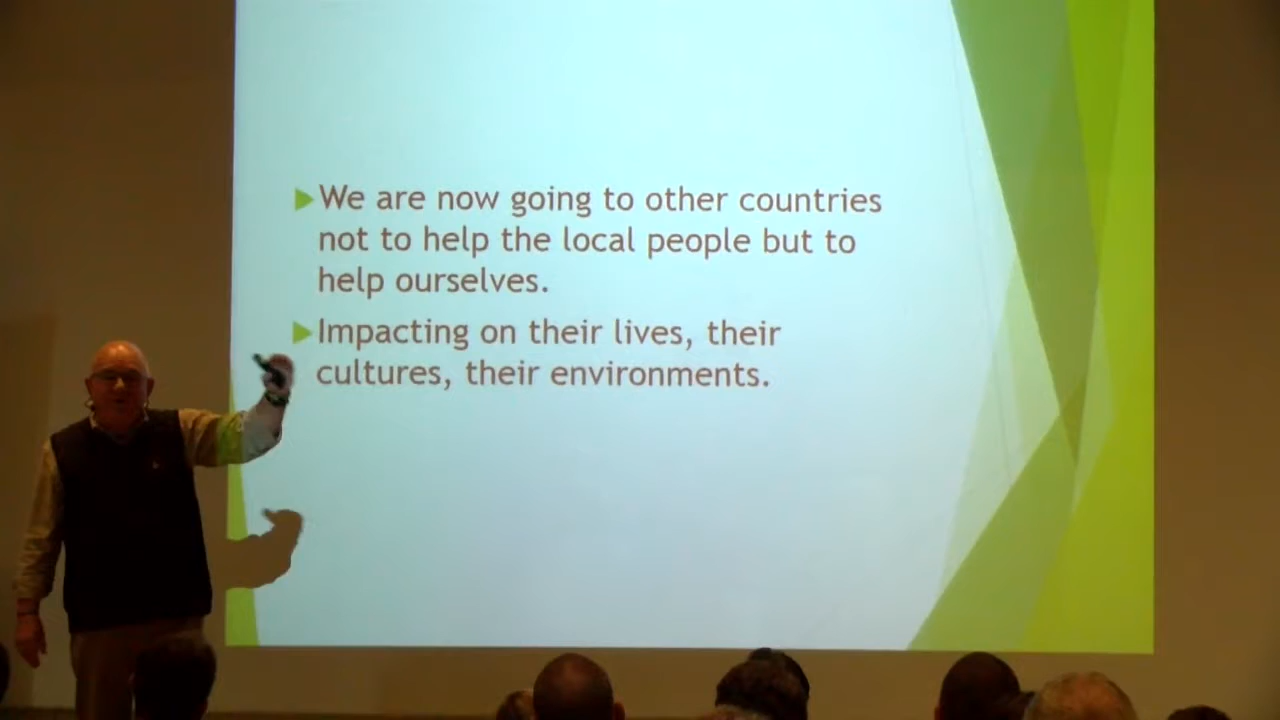 We are now going to other countries
not to help the local people but to
help ourselves.
Impacting on their lives, their
cultures, their environments.